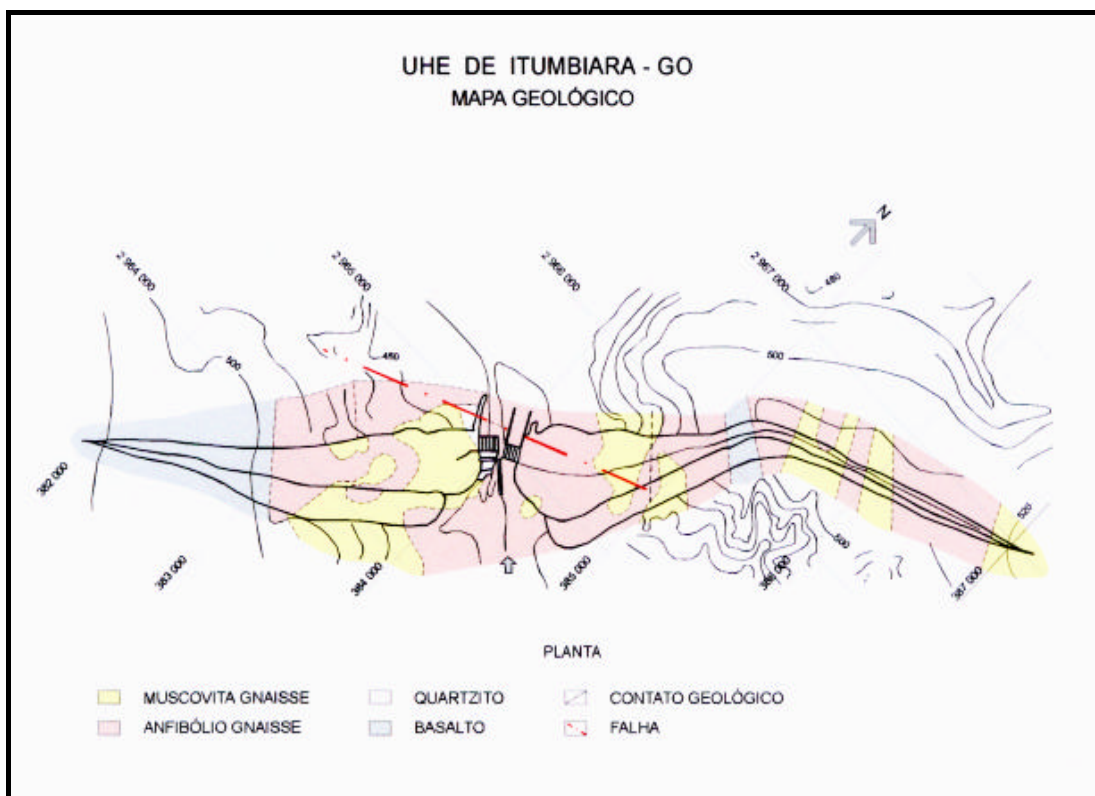 UHE DE ITUMBIARA - GO
MAPA GEOLÓGICO
N
2 964 000
2 965 000
2 966 000
2 967 000
480
500
460
500
500
520
382 000
383 000
384 000
385 000
386 000
387 000
PLANTA
MUSCOVITA GNAISSE
QUARTZITO
CONTATO GEOLÓGICO
ANFIBÓLIO GNAISSE
BASALTO
FALHA